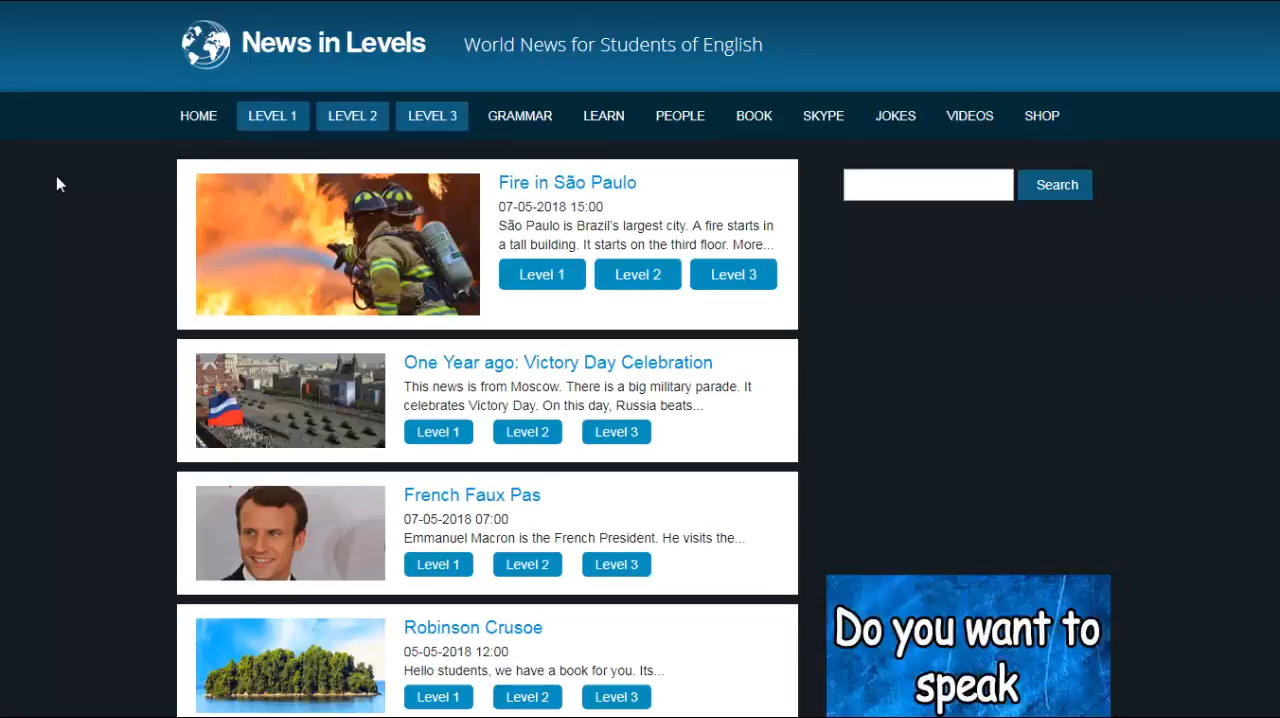 News in Levels
World News for Students of English
HOME LEVEL 1 LEVEL 2 LEVEL 3 GRAMMAR LEARN PEOPLE BOOK SKYPE JOKES VIDEOS SHOP
Fire in São Paulo
07-05-2018 15:00
São Paulo is Brazil's largest city. A fire starts in
a tall building. It starts on the third floor. More...
Level 1 Level 2 Level 3
Search
One Year ago: Victory Day Celebration
This news is from Moscow. There is a big military parade. It
celebrates Victory Day. On this day, Russia beats...
Level 1 Level 2 Level 3
French Faux Pas
07-05-2018 07:00
Emmanuel Macron is the French President. He visits the...
Level 1 Level 2 Level 3
Robinson Crusoe
05-05-2018 12:00
Hello students, we have a book for you. Its...
Level 1 Level 2 Level 3
Do you want to
speak